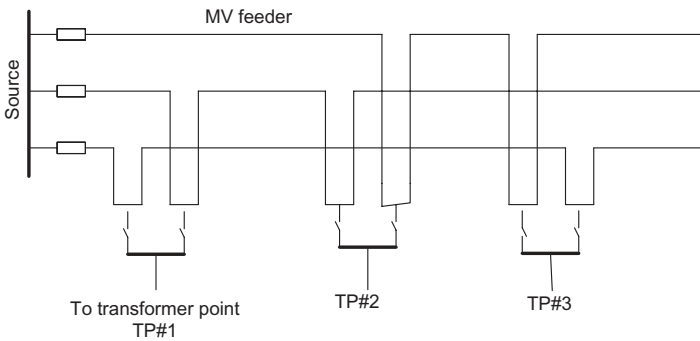 MV feeder
Source
To transformer point
TP#1
TP#2
TP#3